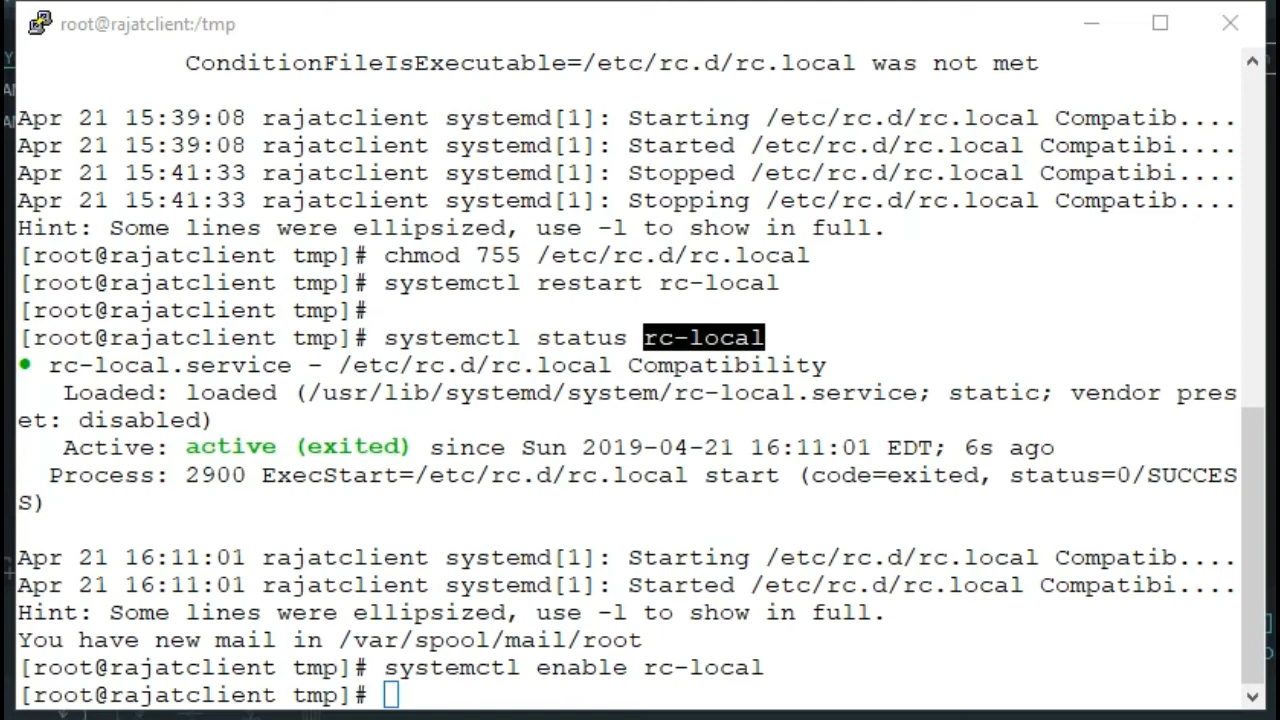 root@rajatclient:/tmp
ConditionFileIsExecutable=/etc/rc.d/rc.local was not met
Apr 21 15:39:08 rajatclient systemd[1]: Starting /etc/rc.d/rc.local Compatib....
Apr 21 15:39:08 rajatclient systemd[1]: Started /etc/rc.d/rc.local Compatibi....
Apr 21 15:41:33 rajatclient systemd[1]: Stopped /etc/rc.d/rc.local Compatibi....
Apr 21 15:41:33 rajatclient systemd[1]: Stopping /etc/rc.d/rc.local Compatib....
Hint: Some lines were ellipsized, use -l to show in full.
[root@rajatclient tmp]# chmod 755 /etc/rc.d/rc.local
[root@rajatclient tmp]# systemctl restart rc-local
[root@rajatclient tmp]#
[root@rajatclient tmp]# systemctl status rc-local
● rc-local.service - /etc/rc.d/rc.local Compatibility
Loaded: loaded (/usr/lib/systemd/system/rc-local.service; static; vendor pres
et: disabled)
Active: active (exited) since Sun 2019-04-21 16:11:01 EDT; 6s ago
Process: 2900 ExecStart=/etc/rc.d/rc.local start (code=exited, status=0/SUCCES
S)
Apr 21 16:11:01 rajatclient systemd[1]: Starting /etc/rc.d/rc.local Compatib....
Apr 21 16:11:01 rajatclient systemd[1]: Started /etc/rc.d/rc.local Compatibi....
Hint: Some lines were ellipsized, use -l to show in full.
You have new mail in /var/spool/mail/root
[root@rajatclient tmp]# systemctl enable rc-local
[root@rajatclient tmp]#